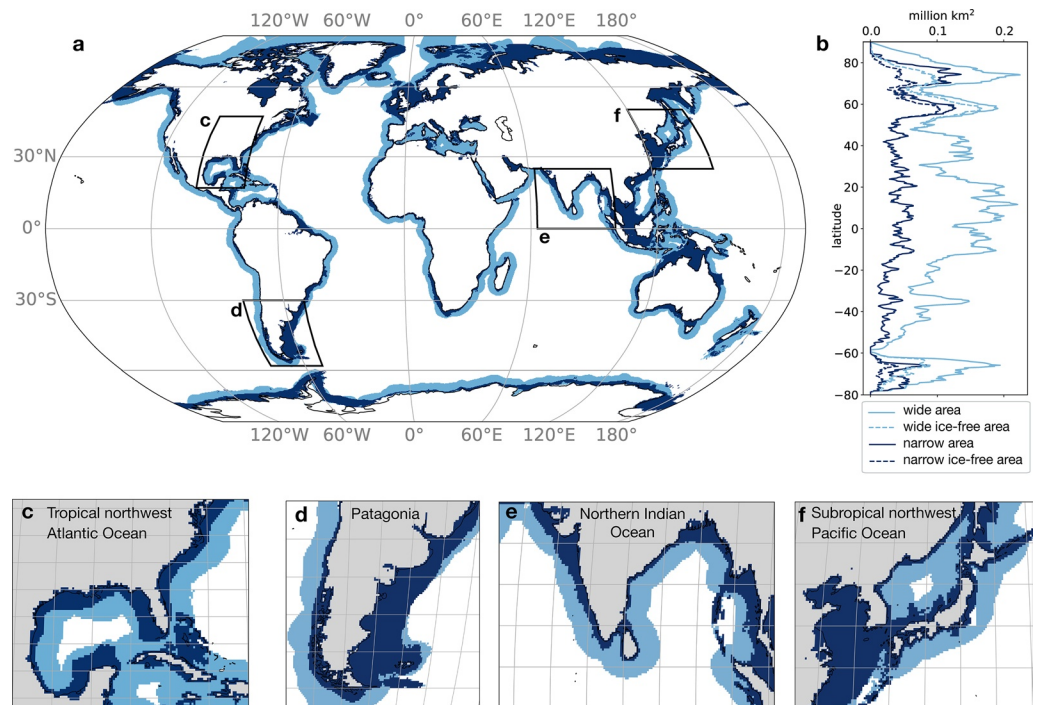 120°W 60°W 0° 60°E 120°E 180°
a
c
f
30°N
0°
e
30°S
d
120°W 60°W 0° 60°E 120°E 180°
million km²
b
0.0 0.1 0.2
80
60
40
20
0
−20
−40
−60
−80
latitude
wide area
wide ice-free area
narrow area
narrow ice-free area
c Tropical northwest
Atlantic Ocean
d Patagonia
e Northern Indian
Ocean
f Subropical northwest
Pacific Ocean